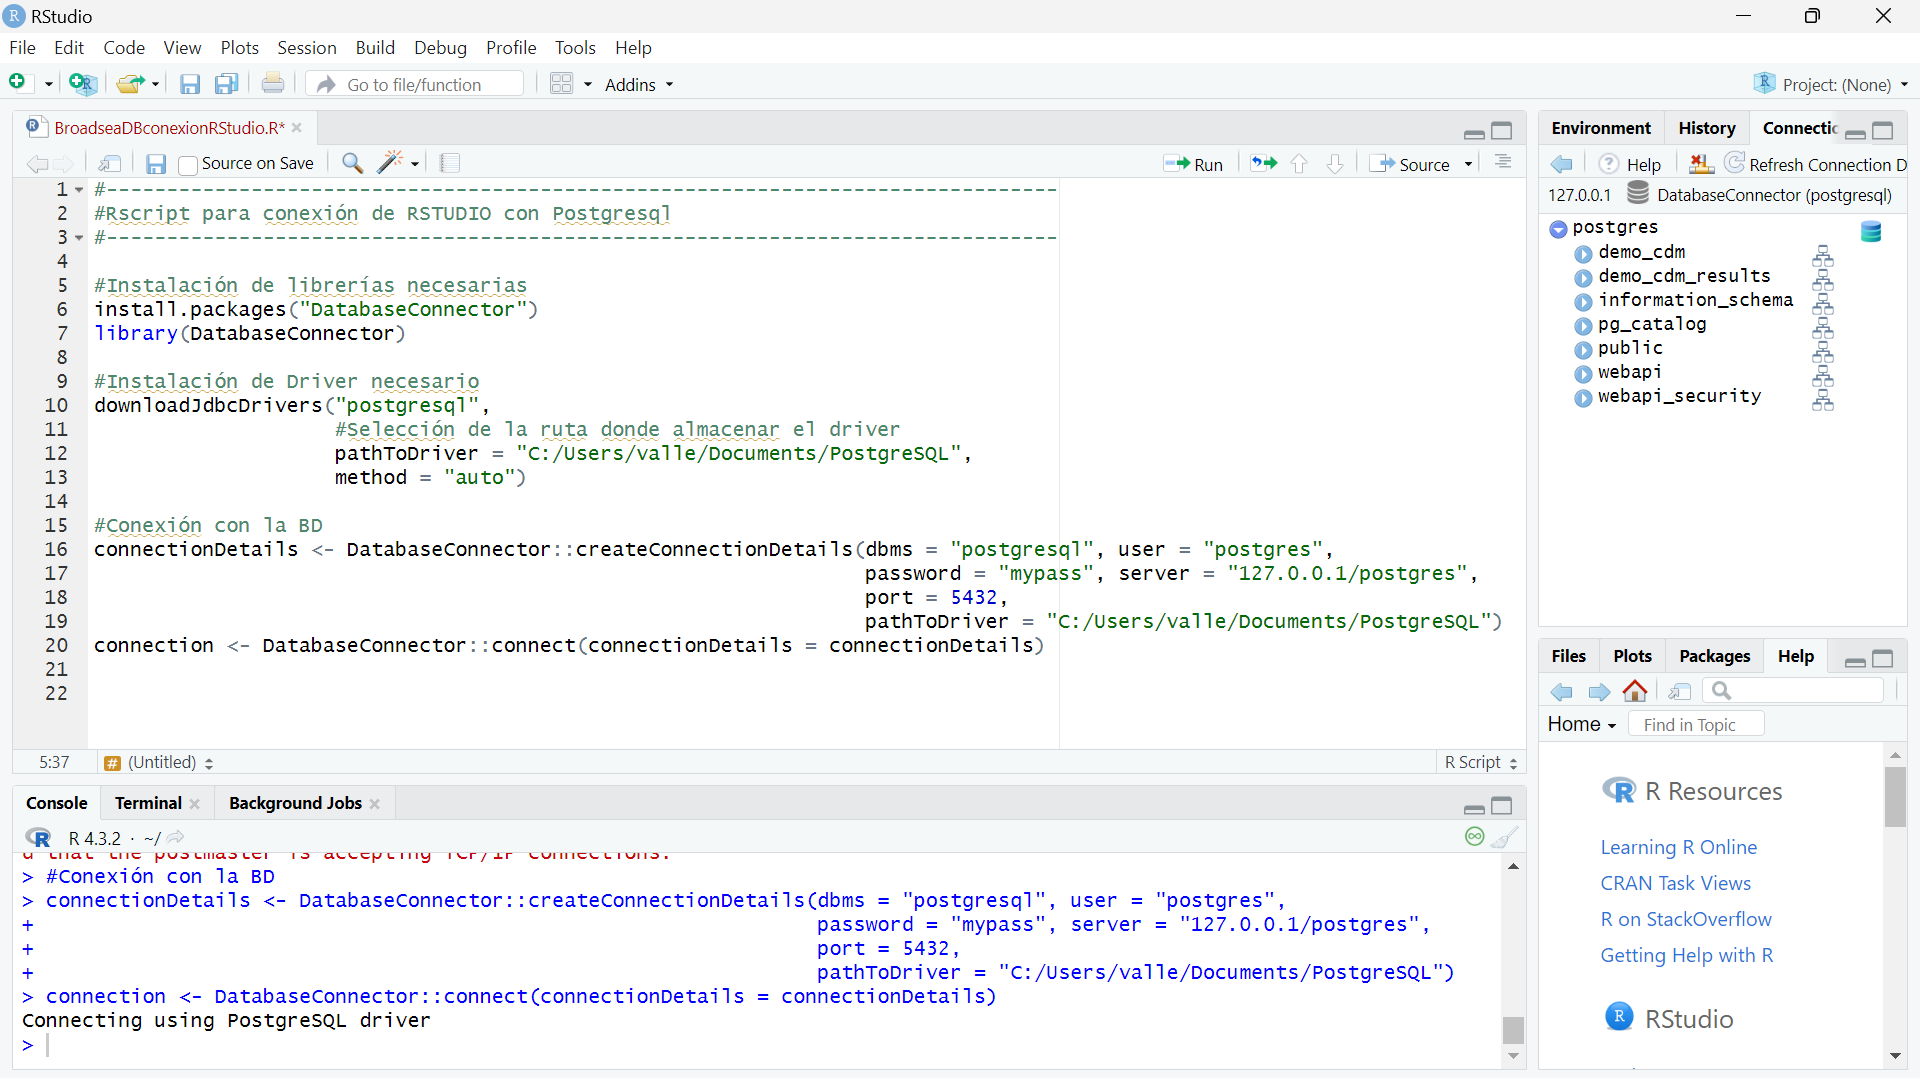 RStudio
File Edit Code View Plots Session Build Debug Profile Tools Help
Go to file/function Addins Project: (None)
BroadseaDBconexionRStudio.R*
Source on Save Run Source
1 #--------------------------------------------------------------------------------
2 #Rscript para conexión de RSTUDIO con Postgresql
3 #--------------------------------------------------------------------------------
4
5 #Instalación de librerías necesarias
6 install.packages("DatabaseConnector")
7 library(DatabaseConnector)
8
9 #Instalación de Driver necesario
10 downloadJdbcDrivers("postgresql",
11 #Selección de la ruta donde almacenar el driver
12 pathToDriver = "C:/Users/valle/Documents/PostgreSQL",
13 method = "auto")
14
15 #Conexión con la BD
16 connectionDetails <- DatabaseConnector::createConnectionDetails(dbms = "postgresql", user = "postgres",
17 password = "mypass", server = "127.0.0.1/postgres",
18 port = 5432,
19 pathToDriver = "C:/Users/valle/Documents/PostgreSQL")
20 connection <- DatabaseConnector::connect(connectionDetails = connectionDetails)
21
22
5:37 # (Untitled) R Script
Console Terminal Background Jobs
R 4.3.2 · ~/
d that the postmaster is accepting TCP/IP connections.
> #Conexión con la BD
> connectionDetails <- DatabaseConnector::createConnectionDetails(dbms = "postgresql", user = "postgres",
+ password = "mypass", server = "127.0.0.1/postgres",
+ port = 5432,
+ pathToDriver = "C:/Users/valle/Documents/PostgreSQL")
> connection <- DatabaseConnector::connect(connectionDetails = connectionDetails)
Connecting using PostgreSQL driver
>
Environment History Connectic
Help Refresh Connection D
127.0.0.1 DatabaseConnector (postgresql)
postgres
demo_cdm
demo_cdm_results
information_schema
pg_catalog
public
webapi
webapi_security
Files Plots Packages Help
Home Find in Topic
R Resources
Learning R Online
CRAN Task Views
R on StackOverflow
Getting Help with R
RStudio